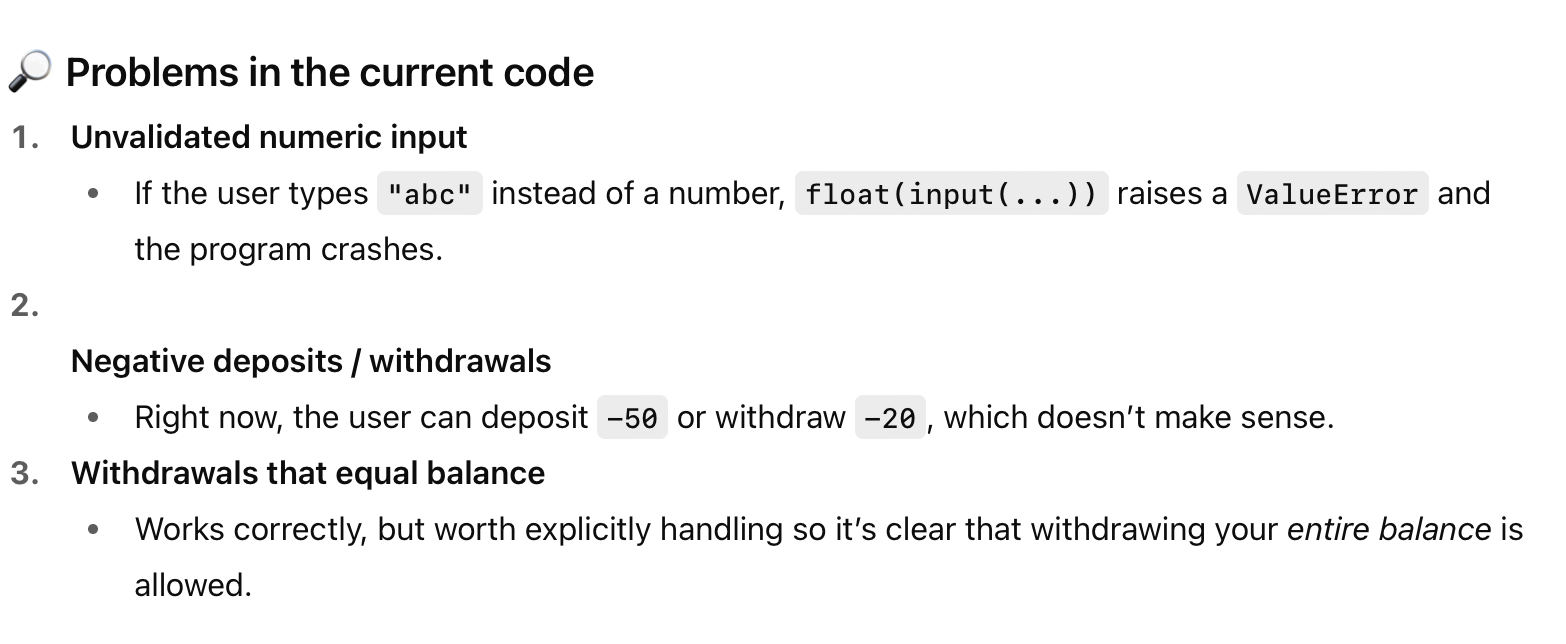 🔎 Problems in the current code
1. Unvalidated numeric input
• If the user types "abc" instead of a number, float(input(...)) raises a ValueError and
the program crashes.
2.
Negative deposits / withdrawals
• Right now, the user can deposit -50 or withdraw -20, which doesn’t make sense.
3. Withdrawals that equal balance
• Works correctly, but worth explicitly handling so it’s clear that withdrawing your entire balance is
allowed.